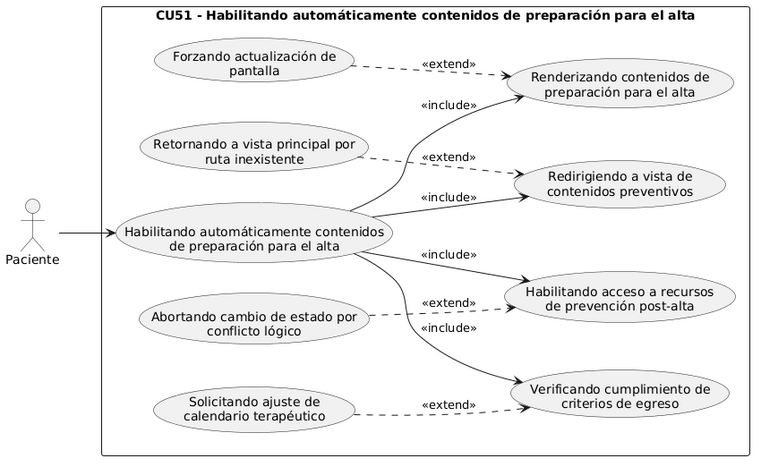 CU51 - Habilitando automáticamente contenidos de preparación para el alta
Forzando actualización de
pantalla
«extend»
Renderizando contenidos de
preparación para el alta
«include»
Retornando a vista principal por
ruta inexistente
«extend»
Redirigiendo a vista de
contenidos preventivos
«include»
Habilitando automáticamente contenidos
de preparación para el alta
Paciente
«include»
Habilitando acceso a recursos
de prevención post-alta
Abortando cambio de estado por
conflicto lógico
«extend»
«include»
Verificando cumplimiento de
criterios de egreso
Solicitando ajuste de
calendario terapéutico
«extend»